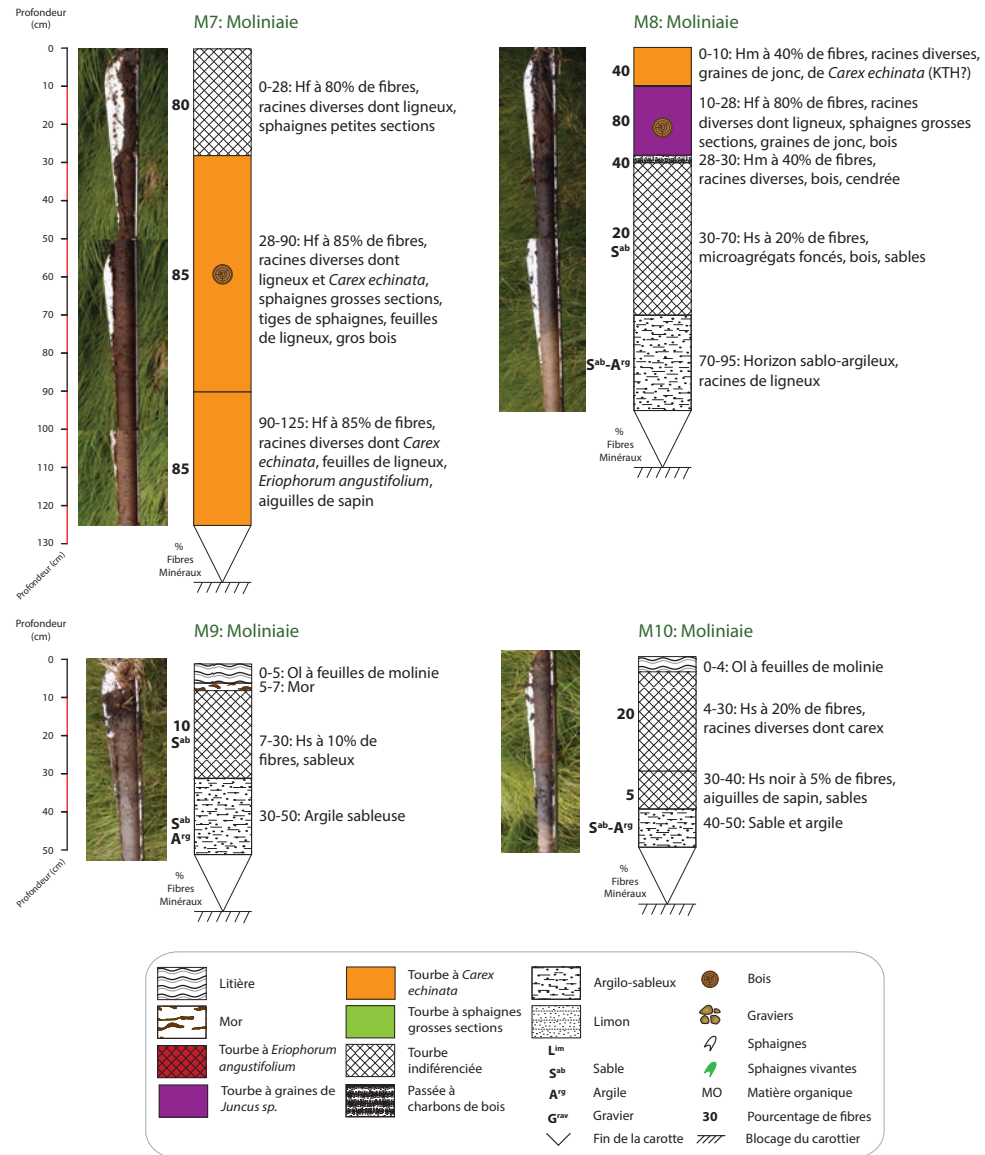 Profondeur
(cm)
M7: Moliniaie
0
10
20
30
40
50
60
70
80
90
100
110
120
130
Profondeur (cm)
80
85
85
0-28: Hf à 80% de fibres,
racines diverses dont ligneux,
sphaignes petites sections
28-90: Hf à 85% de fibres,
racines diverses dont
ligneux et Carex echinata,
sphaignes grosses sections,
tiges de sphaignes, feuilles
de ligneux, gros bois
90-125: Hf à 85% de fibres,
racines diverses dont Carex
echinata, feuilles de ligneux,
Eriophorum angustifolium,
aiguilles de sapin
%
Fibres
Minéraux
M8: Moliniaie
40
80
40
20
Sab
Sab-Arg
0-10: Hm à 40% de fibres, racines diverses,
graines de jonc, de Carex echinata (KTH?)
10-28: Hf à 80% de fibres, racines
diverses dont ligneux, sphaignes grosses
sections, graines de jonc, bois
28-30: Hm à 40% de fibres,
racines diverses, bois, cendrée
30-70: Hs à 20% de fibres,
microagrégats foncés, bois, sables
70-95: Horizon sablo-argileux,
racines de ligneux
%
Fibres
Minéraux
Profondeur
(cm)
M9: Moliniaie
0
10
20
30
40
50
Profondeur (cm)
10
Sab
Sab
Arg
0-5: Ol à feuilles de molinie
5-7: Mor
7-30: Hs à 10% de
fibres, sableux
30-50: Argile sableuse
%
Fibres
Minéraux
M10: Moliniaie
20
5
Sab-Arg
0-4: Ol à feuilles de molinie
4-30: Hs à 20% de fibres,
racines diverses dont carex
30-40: Hs noir à 5% de fibres,
aiguilles de sapin, sables
40-50: Sable et argile
%
Fibres
Minéraux
Litière
Mor
Tourbe à Eriophorum
angustifolium
Tourbe à graines de
Juncus sp.
Tourbe à Carex
echinata
Tourbe à sphaignes
grosses sections
Tourbe
indiférenciée
Passée à
charbons de bois
Argilo-sableux
Limon
Lim
Sab Sable
Arg Argile
Grav Gravier
Fin de la carotte
Bois
Graviers
Sphaignes
Sphaignes vivantes
MO Matière organique
30 Pourcentage de fibres
Blocage du carottier